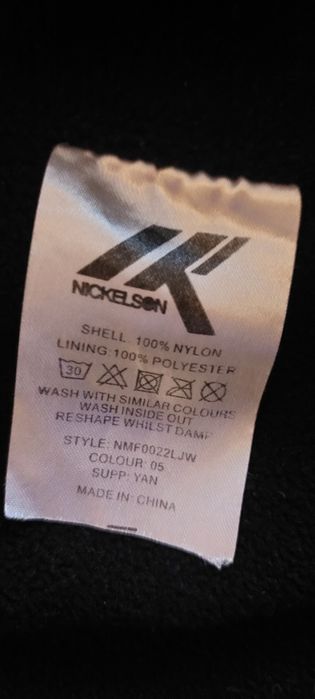 NICKELSON
SHELL: 100% NYLON
LINING: 100% POLYESTER
30
WASH WITH SIMILAR COLOURS
WASH INSIDE OUT
RESHAPE WHILST DAMP
STYLE: NMF0022LJW
COLOUR: 05
SUPP: YAN
MADE IN: CHINA